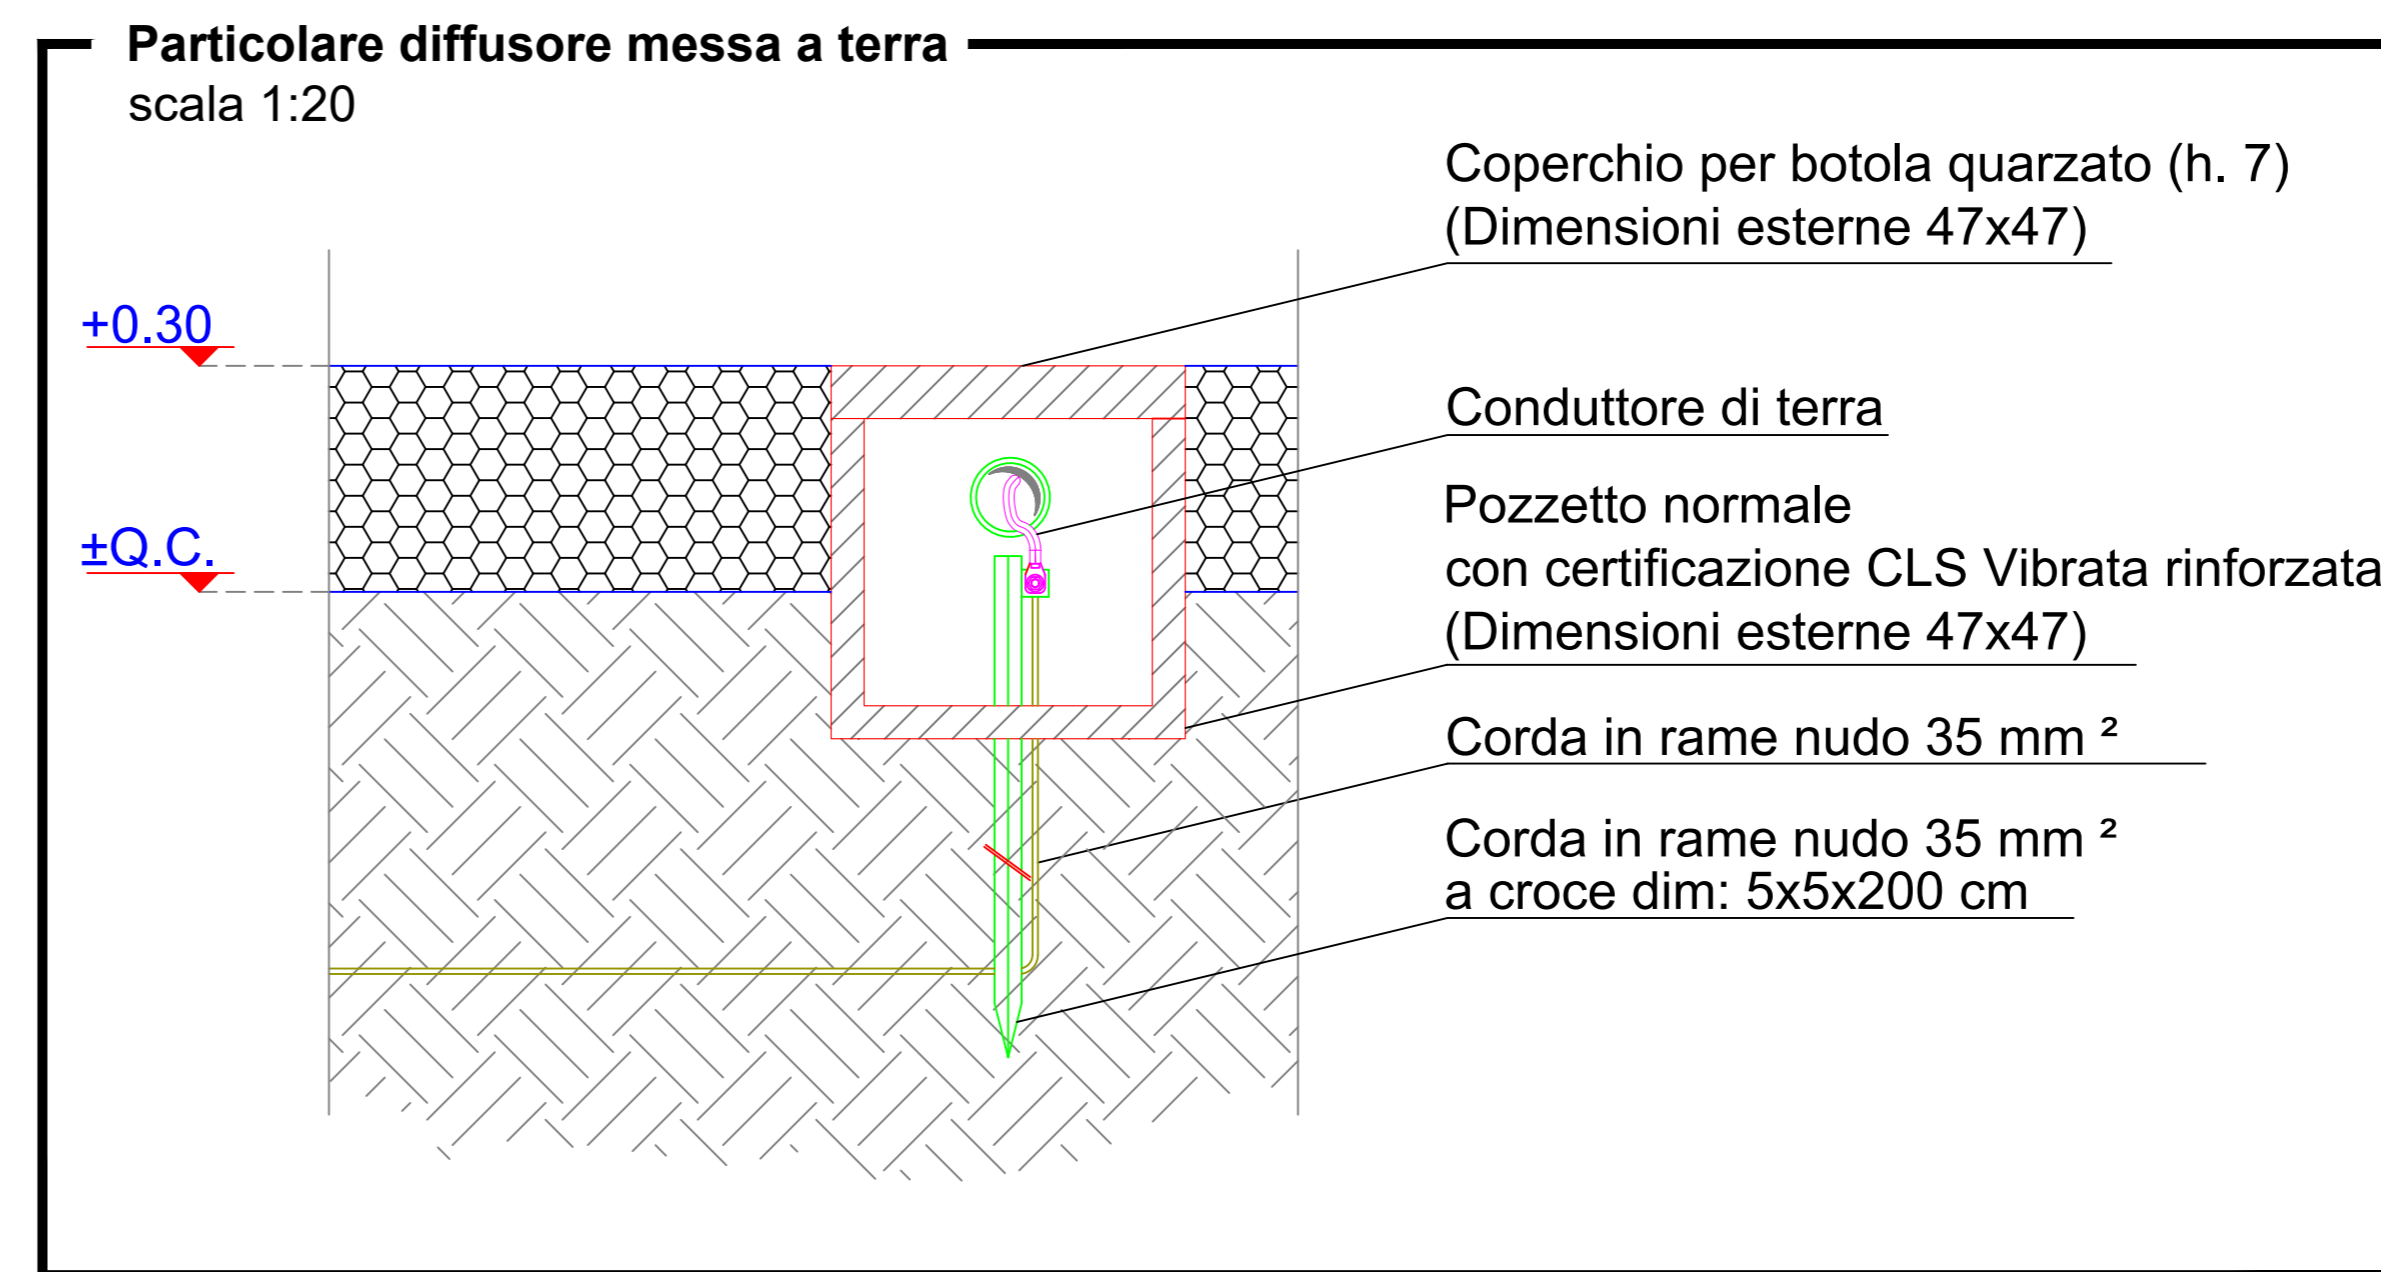 Particolare diffusore messa a terra
scala 1:20
Coperchio per botola quarzato (h. 7)
(Dimensioni esterne 47x47)
+0.30
Conduttore di terra
Pozzetto normale
±Q.C.
con certificazione CLS Vibrata rinforzata
(Dimensioni esterne 47x47)
Corda in rame nudo 35 mm ²
Corda in rame nudo 35 mm ²
a croce dim: 5x5x200 cm